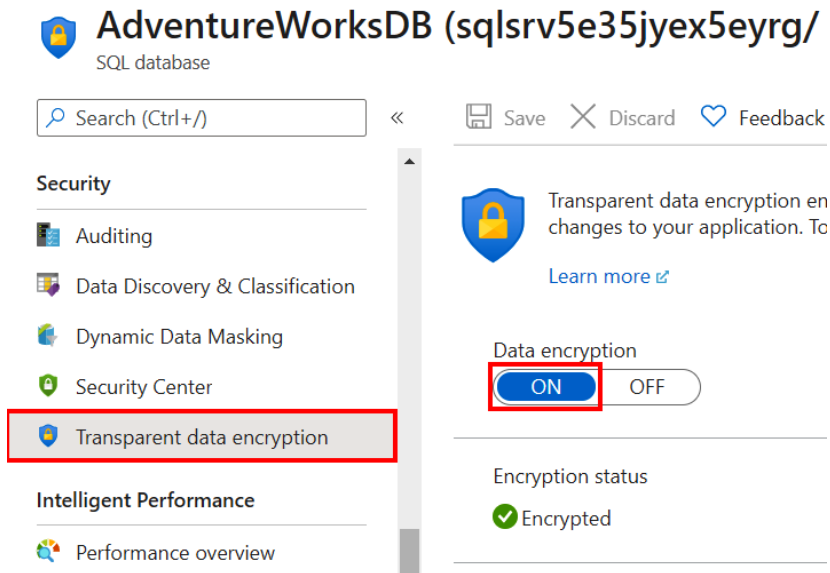 AdventureWorksDB (sqlsrv5e35jyex5eyrg/
SQL database
Search (Ctrl+/)
«
Save
Discard
Feedback
Security
Auditing
Data Discovery & Classification
Dynamic Data Masking
Security Center
Transparent data encryption
Intelligent Performance
Performance overview
Transparent data encryption en
changes to your application. To
Learn more
Data encryption
ON OFF
Encryption status
Encrypted